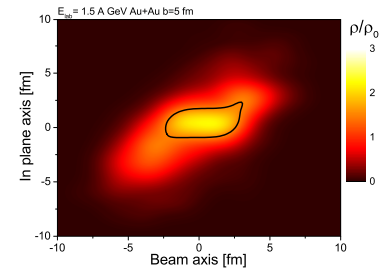 E_lab = 1.5 A GeV Au+Au b=5 fm
ρ/ρ₀
10
5
0
-5
-10
In plane axis [fm]
-10 -5 0 5 10
Beam axis [fm]
3
2
1
0